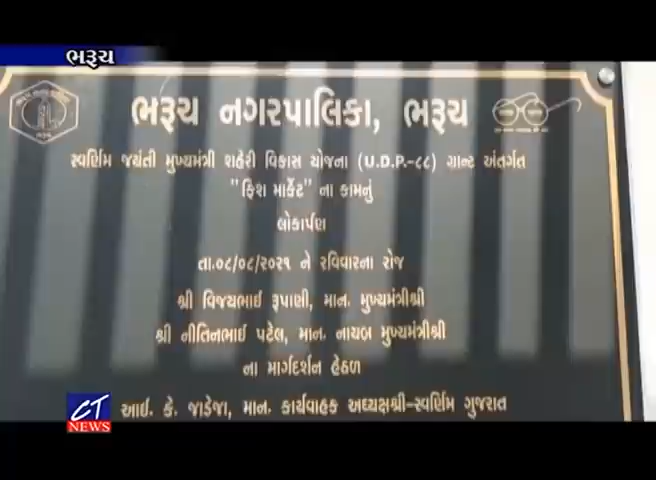 ભરૂચ
ભરૂચ નગરપાલિકા, ભરૂચ
સ્વર્ણિમ જયંતી મુખ્યમંત્રી શહેરી વિકાસ યોજના (U.D.P.-૮૮) ગ્રાન્ટ અંતર્ગત
"ફિશ માર્કેટ" ના કામનું
લોકાર્પણ
તા.૦૮/૦૮/૨૦૨૧ ને રવિવારના રોજ
શ્રી વિજયભાઈ રૂપાણી, માન. મુખ્યમંત્રીશ્રી
શ્રી નીતિનભાઈ પટેલ, માન. નાયબ મુખ્યમંત્રીશ્રી
ના માર્ગદર્શન હેઠળ
આઈ. કે. જાડેજા, માન. કાર્યવાહક અધ્યક્ષશ્રી-સ્વર્ણિમ ગુજરાત
CT
NEWS